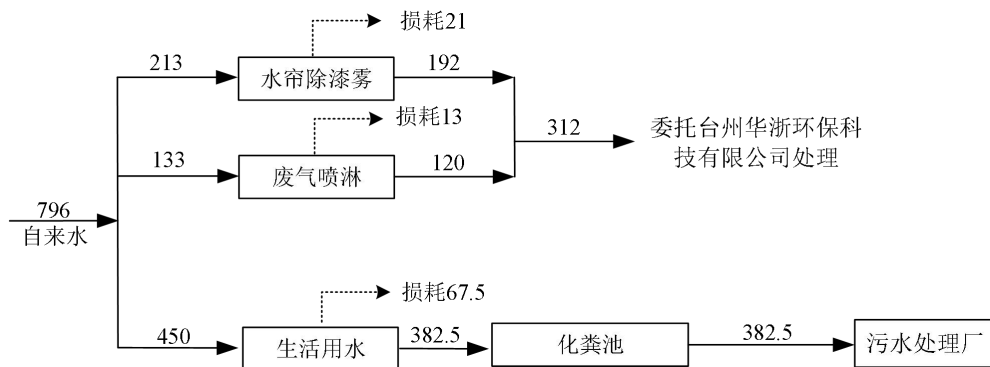 损耗21
213
水帘除漆雾
192
损耗13
312
委托台州华浙环保科
技有限公司处理
133
废气喷淋
120
796
自来水
损耗67.5
450
生活用水
382.5
化粪池
382.5
污水处理厂